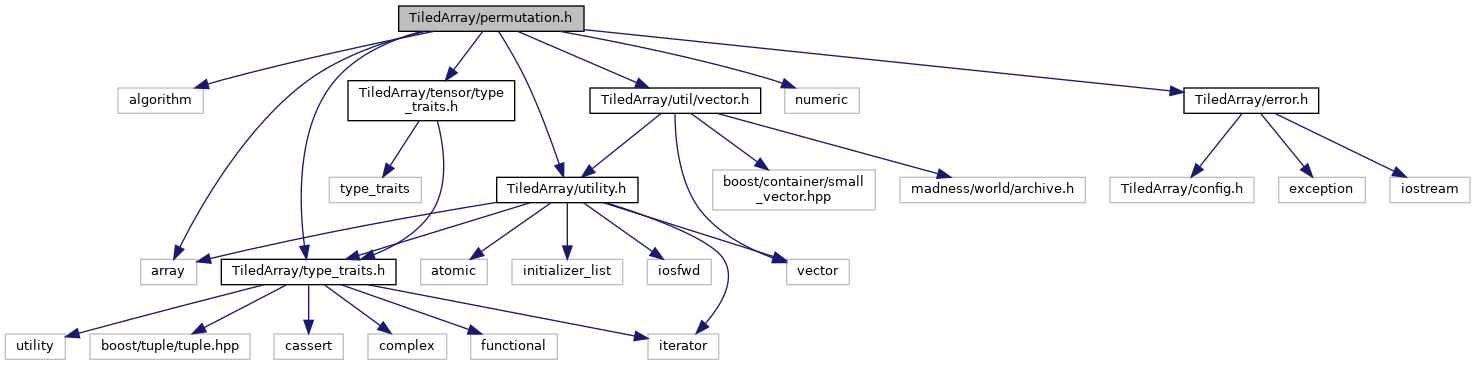 TiledArray/permutation.h
algorithm
TiledArray/tensor/type
_traits.h
TiledArray/util/vector.h
numeric
TiledArray/error.h
type_traits
TiledArray/utility.h
boost/container/small
_vector.hpp
madness/world/archive.h
TiledArray/config.h
exception
iostream
array
TiledArray/type_traits.h
atomic
initializer_list
iosfwd
vector
utility
boost/tuple/tuple.hpp
cassert
complex
functional
iterator